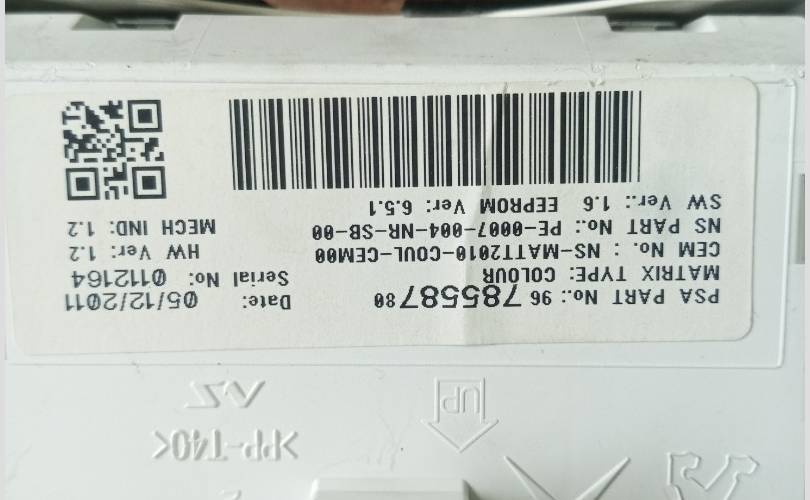 PSA PART No.: 96 78558780
Date: 05/12/2011
MATRIX TYPE: COLOUR
Serial No: 0112164
CEM No. : NS-MATT2010-COUL-CEM00
HW Ver: 1.2
NS PART No.: PE-0007-004-NR-SB-00
MECH IND: 1.2
SW Ver.: 1.6 EEPROM Ver: 6.5.1
UP
>PP-T40<